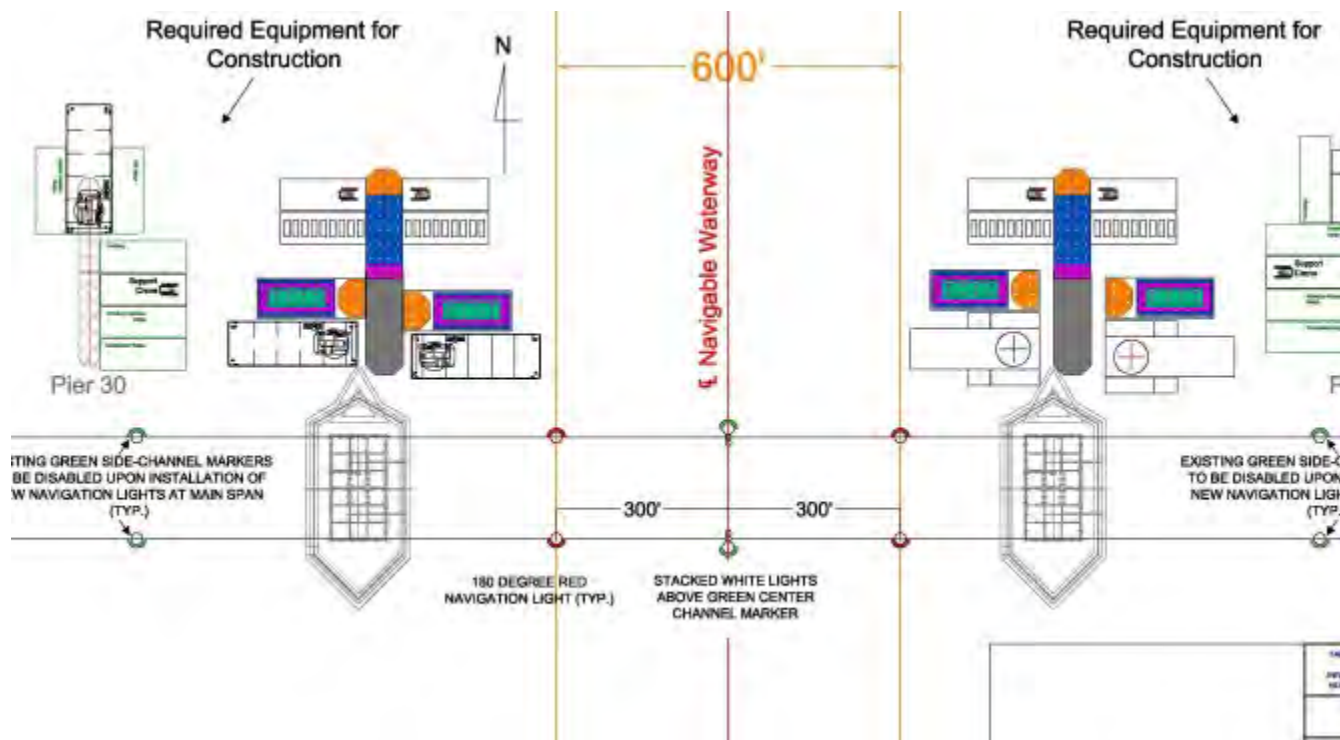 Required Equipment for
Construction
N
600'
Required Equipment for
Construction
℄ Navigable Waterway
Support
Crane
Support
Crane
Pier 30
STING GREEN SIDE-CHANNEL MARKERS
BE DISABLED UPON INSTALLATION OF
W NAVIGATION LIGHTS AT MAIN SPAN
(TYP.)
300'
300'
EXISTING GREEN SIDE-C
TO BE DISABLED UPON
NEW NAVIGATION LIGH
(TYP.
180 DEGREE RED
NAVIGATION LIGHT (TYP.)
STACKED WHITE LIGHTS
ABOVE GREEN CENTER
CHANNEL MARKER